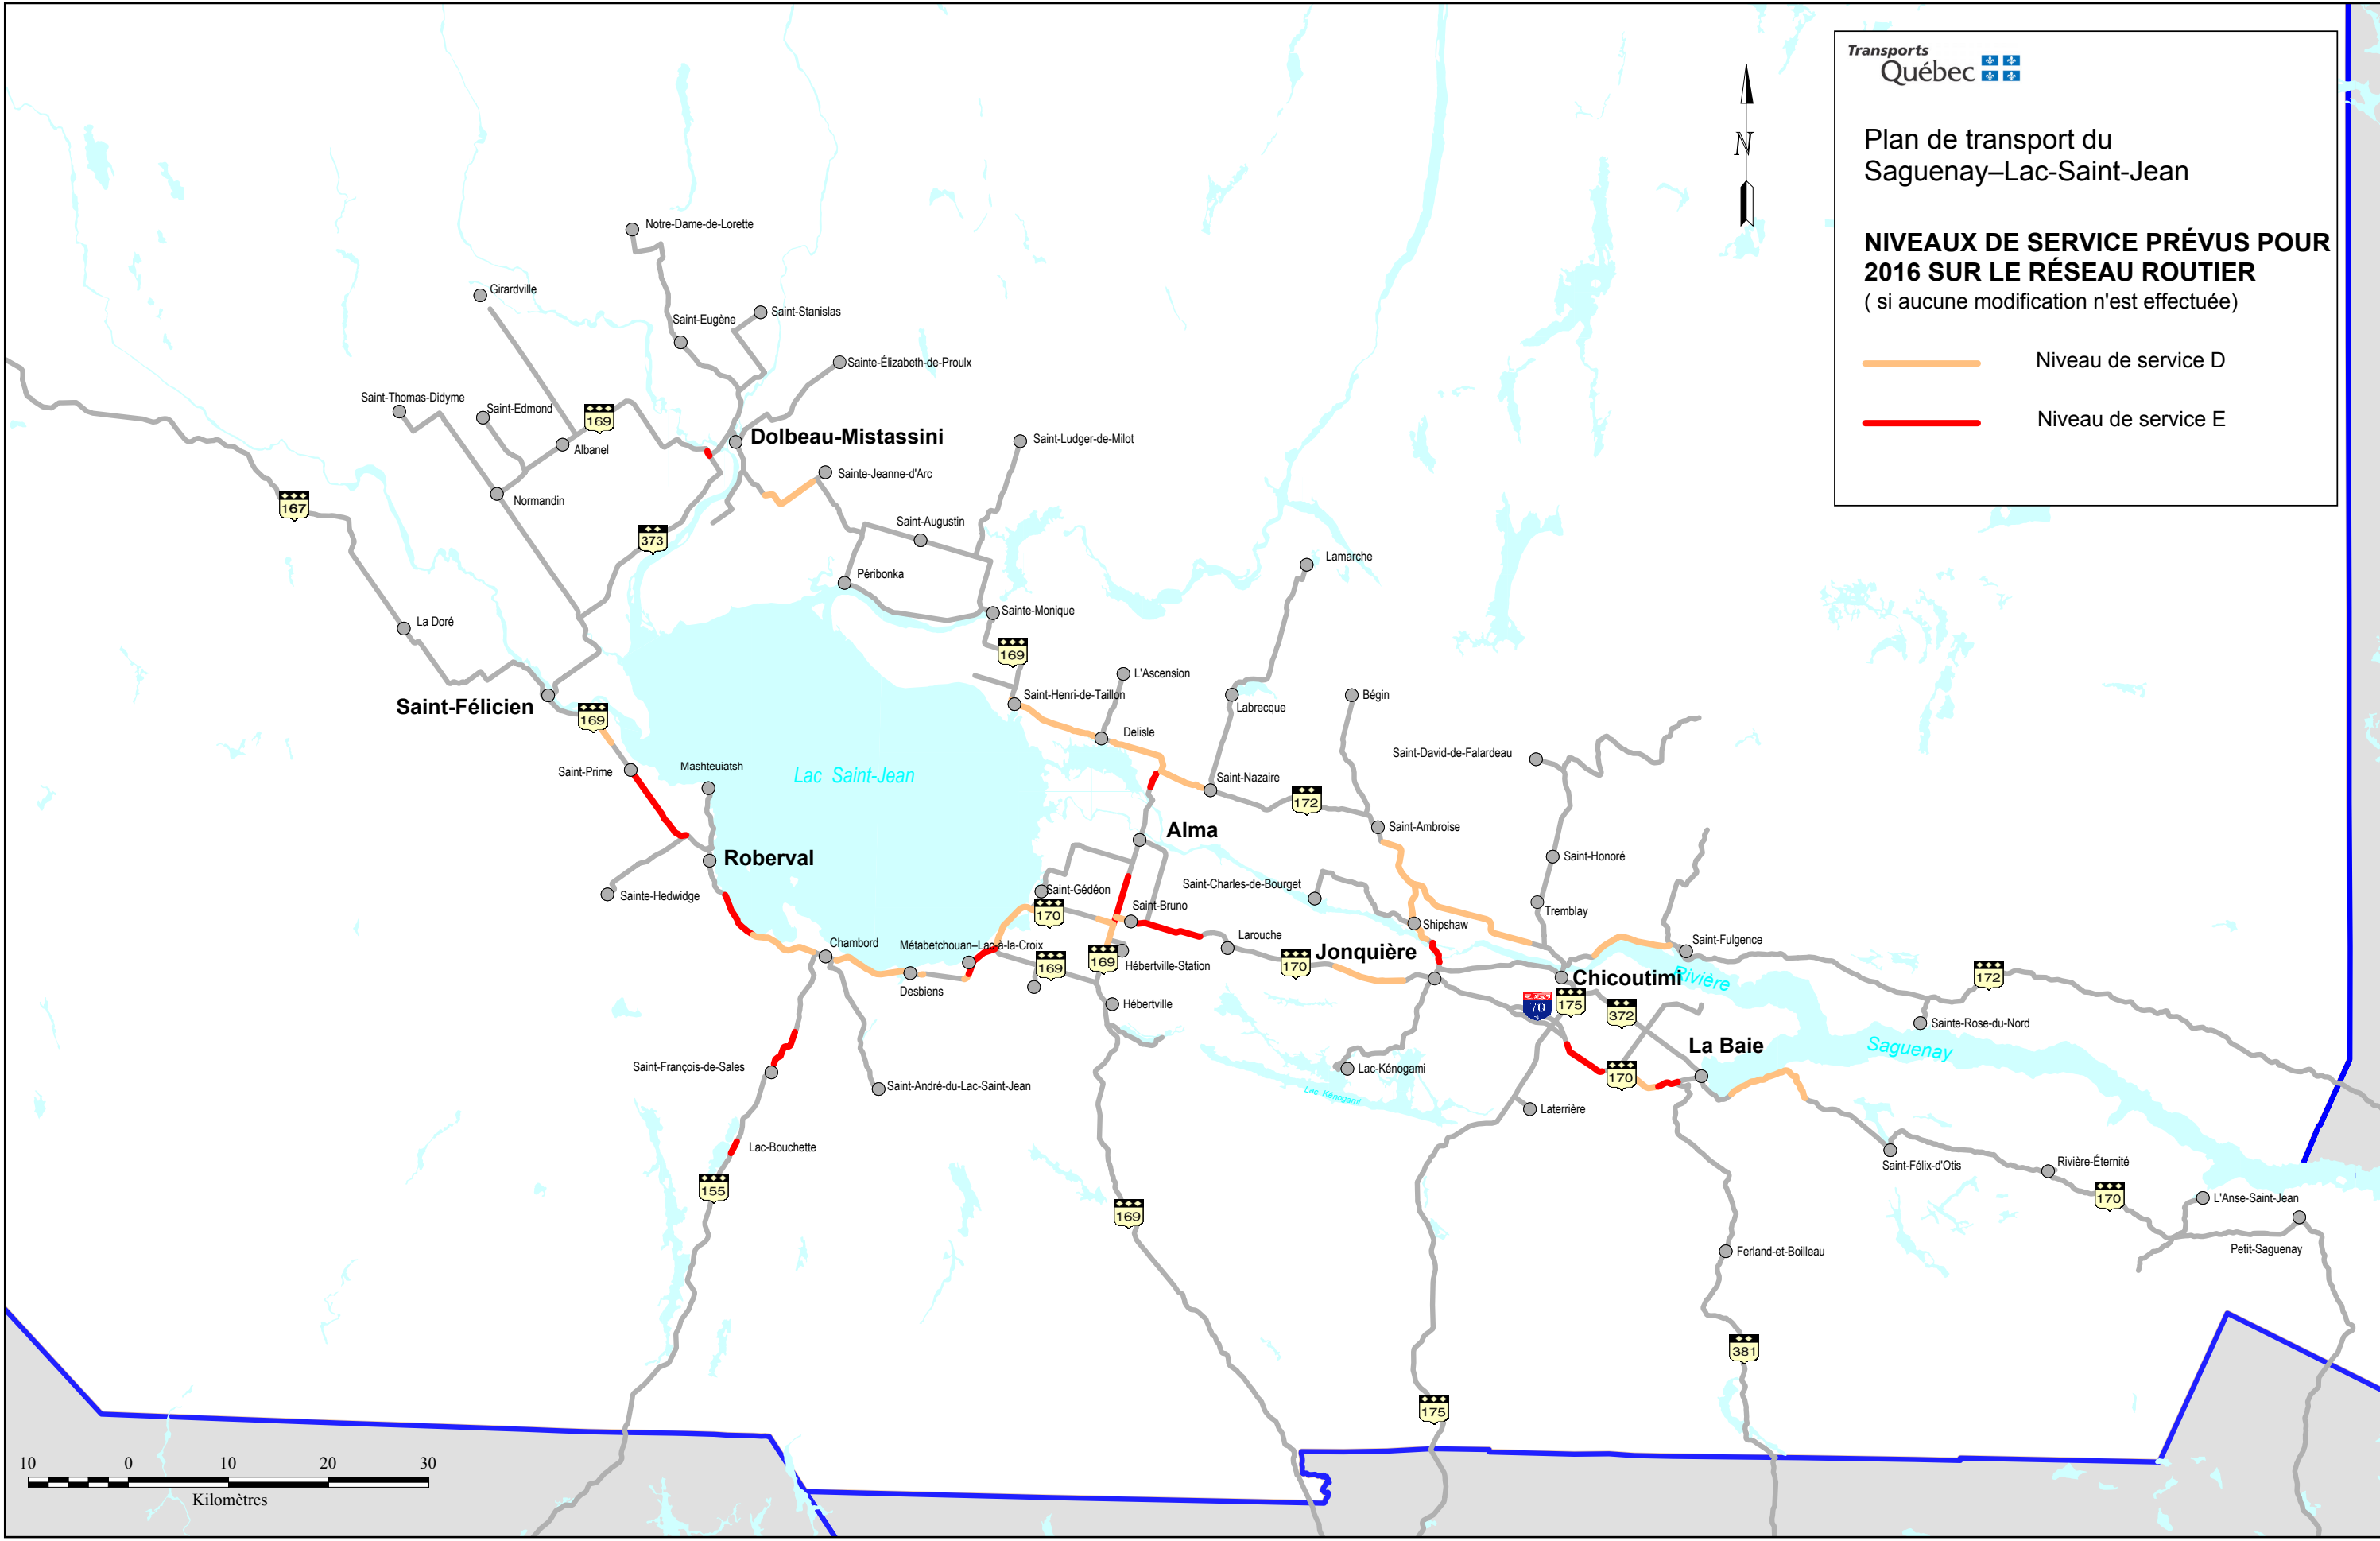 Transports
Québec
Plan de transport du
Saguenay–Lac-Saint-Jean
NIVEAUX DE SERVICE PRÉVUS POUR
2016 SUR LE RÉSEAU ROUTIER
( si aucune modification n'est effectuée)
Niveau de service D
Niveau de service E
N
Notre-Dame-de-Lorette
Girardville
Saint-Eugène
Saint-Stanislas
Sainte-Élizabeth-de-Proulx
Saint-Thomas-Didyme
Saint-Edmond
169
Albanel
Dolbeau-Mistassini
Saint-Ludger-de-Milot
Sainte-Jeanne-d'Arc
Normandin
167
373
Saint-Augustin
Lamarche
Péribonka
Sainte-Monique
La Doré
169
L'Ascension
Saint-Henri-de-Taillon
Labrecque
Bégin
Saint-Félicien
169
Delisle
Saint-David-de-Falardeau
Saint-Prime
Mashteuiatsh
Lac Saint-Jean
Saint-Nazaire
172
Alma
Saint-Ambroise
Roberval
Saint-Honoré
Sainte-Hedwidge
Saint-Gédéon
Saint-Charles-de-Bourget
170
Saint-Bruno
Tremblay
Shipshaw
Chambord
Métabetchouan–Lac-à-la-Croix
Larouche
Jonquière
Saint-Fulgence
169
169
Hébertville-Station
170
Chicoutimi
Rivière
172
Desbiens
Hébertville
70
175
372
Sainte-Rose-du-Nord
La Baie
Saguenay
Saint-François-de-Sales
Saint-André-du-Lac-Saint-Jean
Lac-Kénogami
Lac Kénogami
170
Laterrière
Lac-Bouchette
155
Saint-Félix-d'Otis
Rivière-Éternité
170
L'Anse-Saint-Jean
169
Petit-Saguenay
Ferland-et-Boilleau
381
175
10 0 10 20 30
Kilomètres